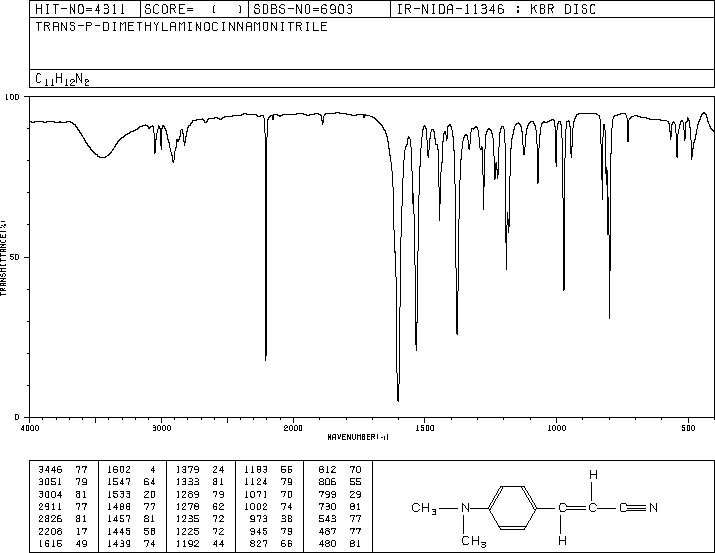 HIT-NO=4311 SCORE= ( ) SDBS-NO=6903 IR-NIDA-11346 : KBR DISC
TRANS-P-DIMETHYLAMINOCINNAMONITRILE
C11H12N2
100
50
0
TRANSMITTANCE(%)
4000 3000 2000 1500 1000 500
WAVENUMBER(-1)
3446 77 1602 4 1379 24 1183 55 812 70
3051 79 1547 64 1333 81 1124 79 806 55
3004 81 1533 20 1289 79 1071 70 799 29
2911 77 1488 77 1278 62 1002 74 730 81
2826 81 1457 81 1235 72 973 38 543 77
2208 17 1445 58 1225 72 945 79 487 77
1615 49 1439 74 1192 44 827 66 480 81
H
CH3 N C C C N
CH3 H